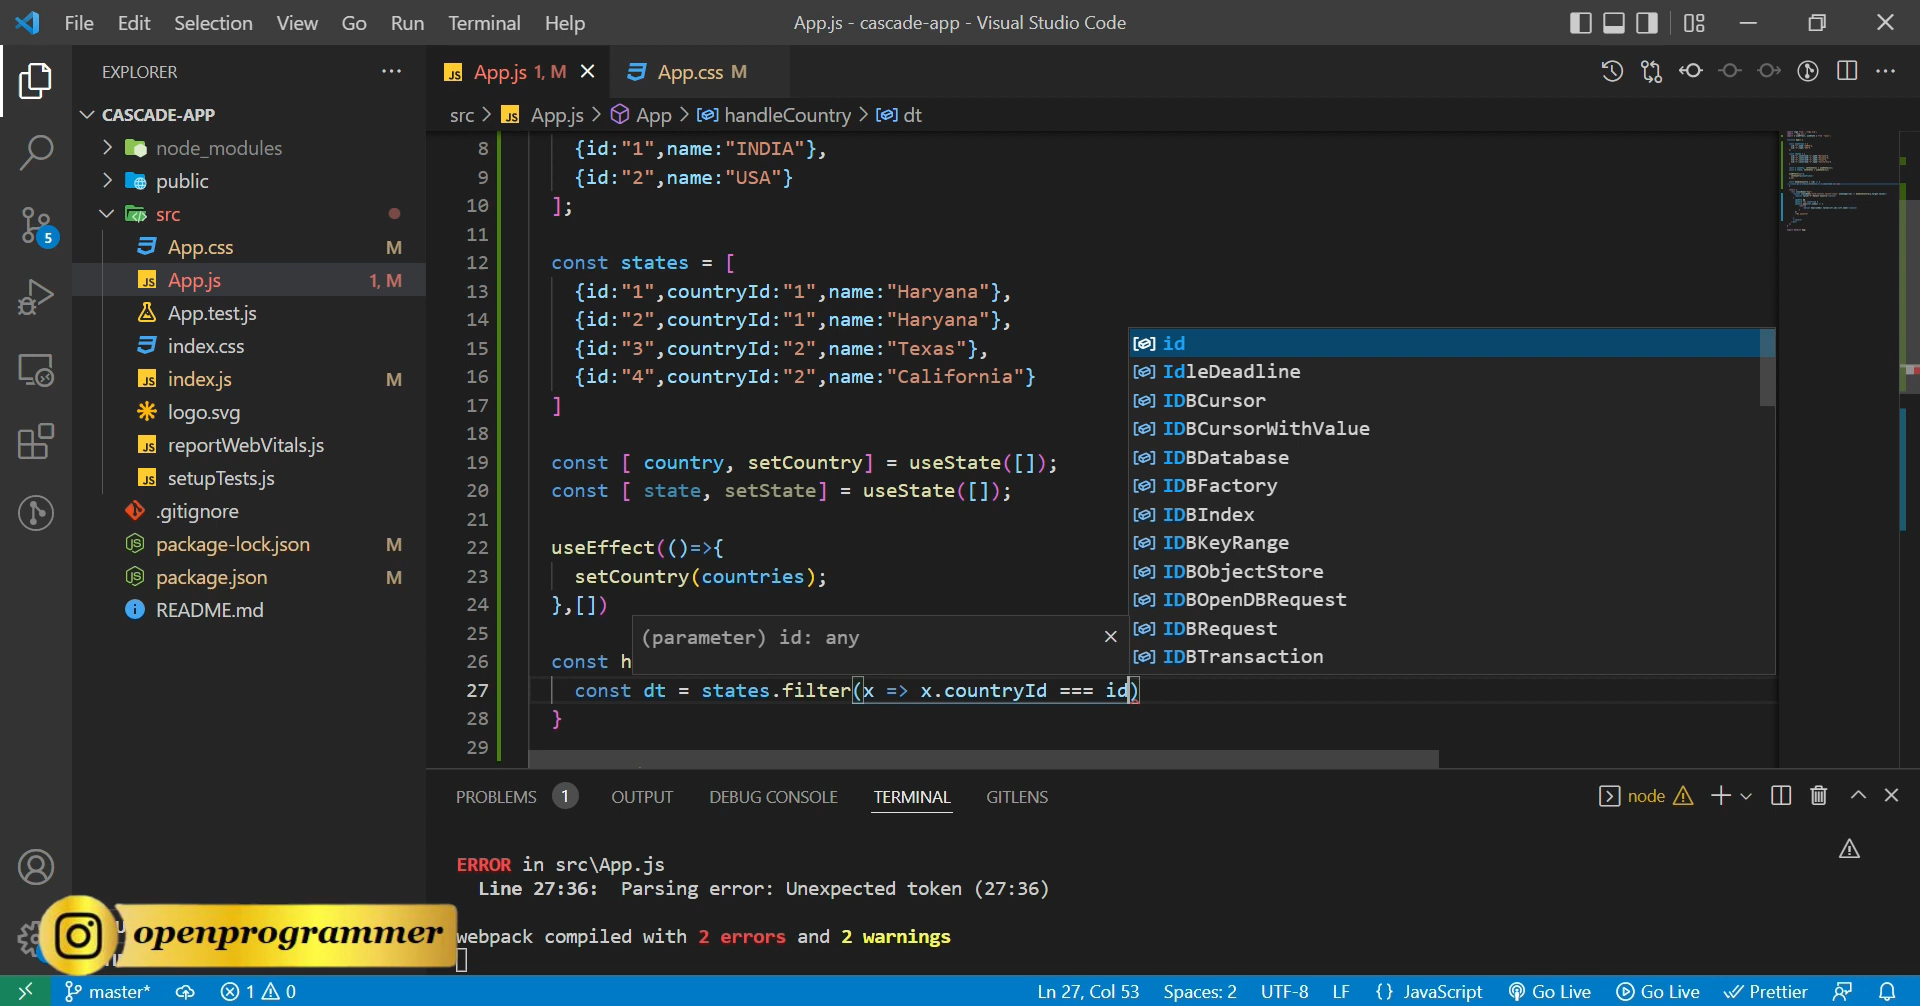 File Edit Selection View Go Run Terminal Help
App.js - cascade-app - Visual Studio Code
EXPLORER
CASCADE-APP
node_modules
public
src
App.css M
App.js 1, M
App.test.js
index.css
index.js M
logo.svg
reportWebVitals.js
setupTests.js
.gitignore
package-lock.json M
package.json M
README.md
5
App.js 1, M
App.css M
src > App.js > App > handleCountry > dt
8 {id:"1",name:"INDIA"},
9 {id:"2",name:"USA"}
10 ];
11
12 const states = [
13 {id:"1",countryId:"1",name:"Haryana"},
14 {id:"2",countryId:"1",name:"Haryana"},
15 {id:"3",countryId:"2",name:"Texas"},
16 {id:"4",countryId:"2",name:"California"}
17 ]
18
19 const [ country, setCountry] = useState([]);
20 const [ state, setState] = useState([]);
21
22 useEffect(()=>{
23 setCountry(countries);
24 },[])
25
26 const h
27 const dt = states.filter(x => x.countryId === id)
28 }
29
(parameter) id: any
id
IdleDeadline
IDBCursor
IDBCursorWithValue
IDBDatabase
IDBFactory
IDBIndex
IDBKeyRange
IDBObjectStore
IDBOpenDBRequest
IDBRequest
IDBTransaction
PROBLEMS 1 OUTPUT DEBUG CONSOLE TERMINAL GITLENS
node
ERROR in src\App.js
Line 27:36: Parsing error: Unexpected token (27:36)
webpack compiled with 2 errors and 2 warnings
openprogrammer
master* 1 0
Ln 27, Col 53 Spaces: 2 UTF-8 LF {} JavaScript Go Live Go Live Prettier